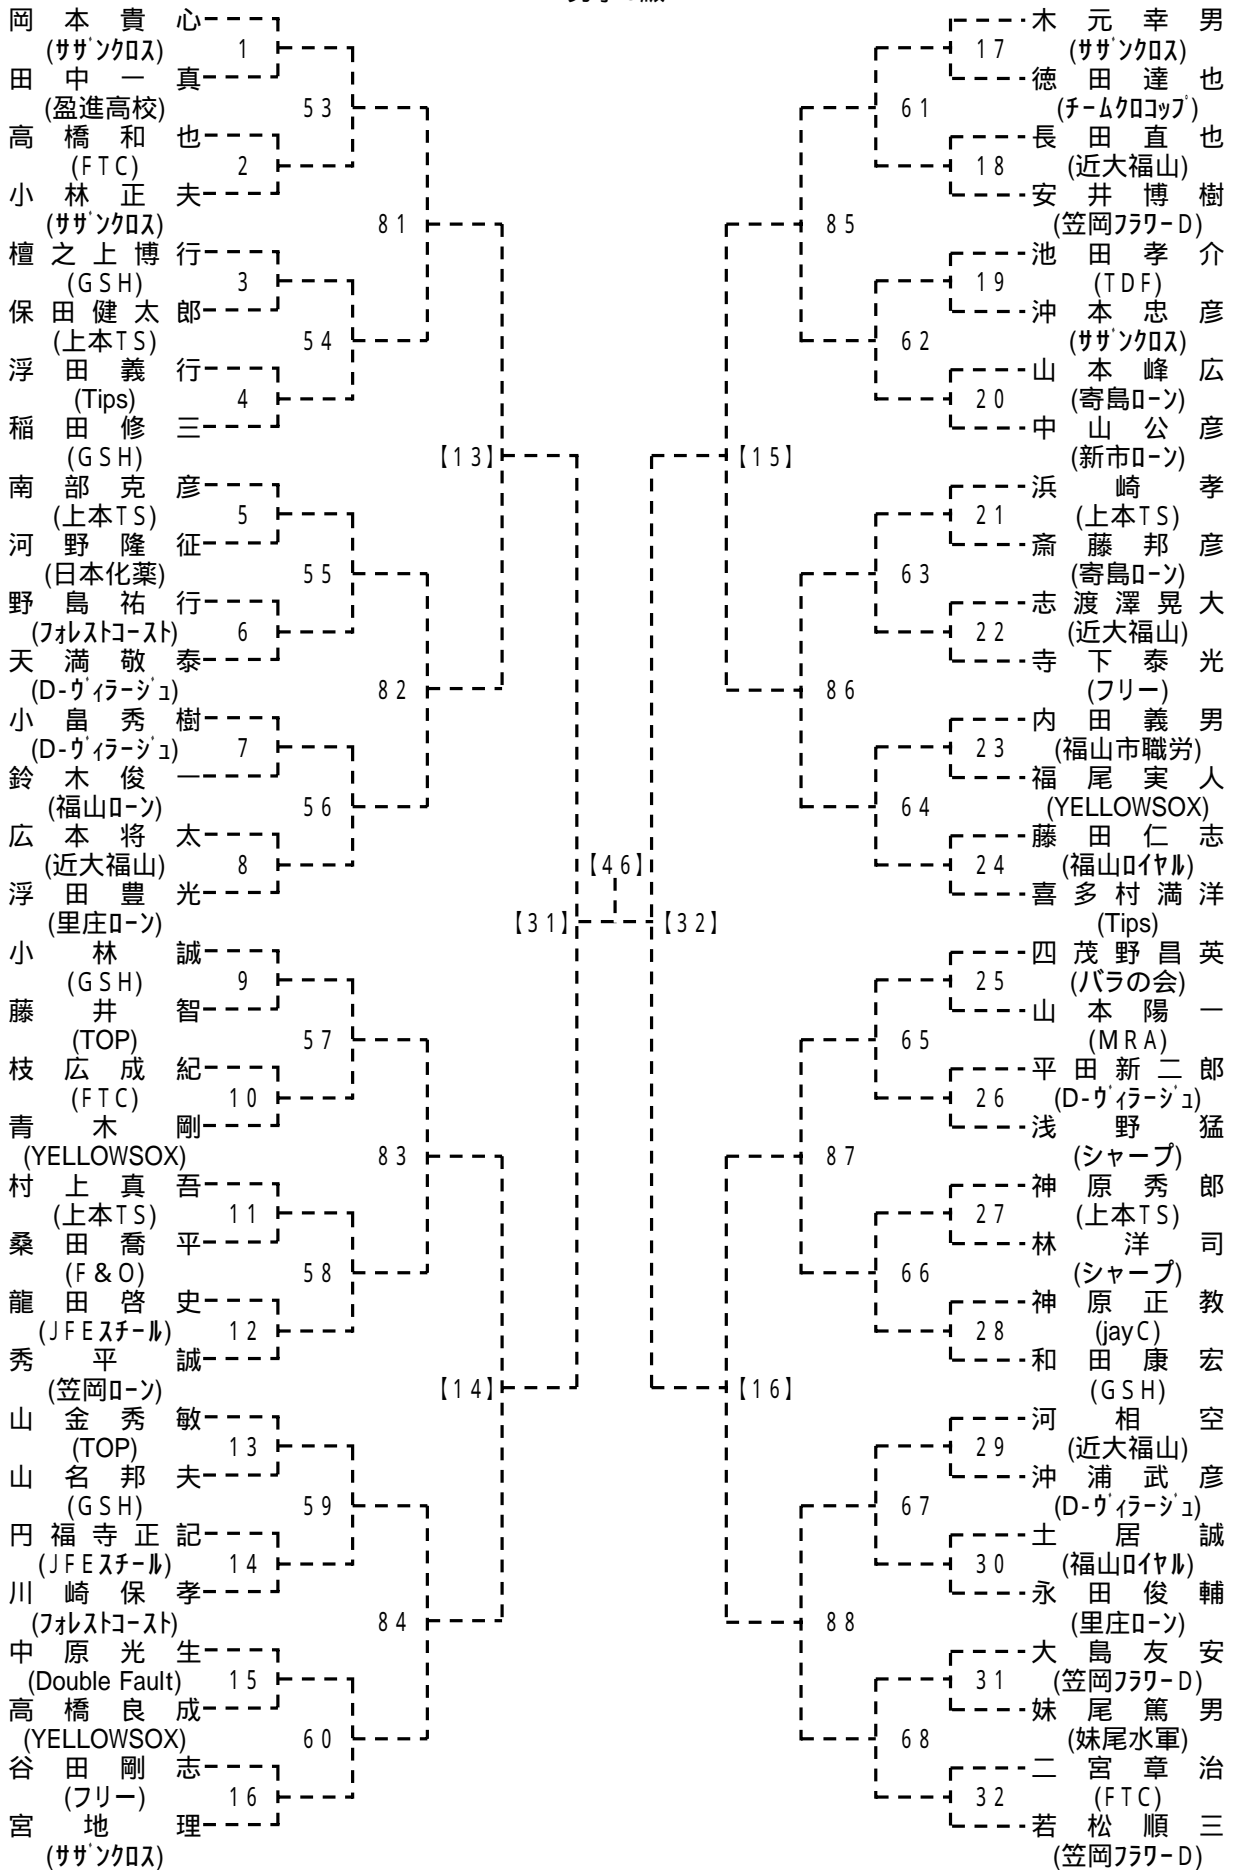 岡本貴心
(ｻｻﾞﾝｸﾛｽ) 1
田中一真
(盈進高校) 53
高橋和也
(FTC) 2
小林正夫
(ｻｻﾞﾝｸﾛｽ) 81
檀之上博行
(GSH) 3
保田健太郎
(上本TS) 54
浮田義行
(Tips) 4
稲田修三
(GSH) 【13】
南部克彦
(上本TS) 5
河野隆征
(日本化薬) 55
野島祐行
(ﾌｫﾚｽﾄｺｰｽﾄ) 6
天満敬泰
(D-ｳﾞｨﾗｰｼﾞｭ) 82
小畠秀樹
(D-ｳﾞｨﾗｰｼﾞｭ) 7
鈴木俊一
(福山ﾛｰﾝ) 56
広本将太
(近大福山) 8
浮田豊光
(里庄ﾛｰﾝ) 【31】
小林誠
(GSH) 9
藤井智
(TOP) 57
枝広成紀
(FTC) 10
青木剛
(YELLOWSOX) 83
村上真吾
(上本TS) 11
桑田喬平
(F&O) 58
龍田啓史
(JFEｽﾁｰﾙ) 12
秀平誠
(笠岡ﾛｰﾝ) 【14】
山金秀敏
(TOP) 13
山名邦夫
(GSH) 59
円福寺正記
(JFEｽﾁｰﾙ) 14
川崎保孝
(ﾌｫﾚｽﾄｺｰｽﾄ) 84
中原光生
(Double Fault) 15
高橋良成
(YELLOWSOX) 60
谷田剛志
(フリー) 16
宮地理
(ｻｻﾞﾝｸﾛｽ)
【46】
木元幸男
17 (ｻｻﾞﾝｸﾛｽ)
徳田達也
61 (ﾁｰﾑｸﾛｺｯﾌﾟ)
長田直也
18 (近大福山)
安井博樹
85 (笠岡ﾌﾗﾜｰD)
池田孝介
19 (TDF)
沖本忠彦
62 (ｻｻﾞﾝｸﾛｽ)
山本峰広
20 (寄島ﾛｰﾝ)
中山公彦
【15】 (新市ﾛｰﾝ)
浜崎孝
21 (上本TS)
斎藤邦彦
63 (寄島ﾛｰﾝ)
志渡澤晃大
22 (近大福山)
寺下泰光
86 (フリー)
内田義男
23 (福山市職労)
福尾実人
64 (YELLOWSOX)
藤田仁志
24 (福山ﾛｲﾔﾙ)
喜多村満洋
【32】 (Tips)
四茂野昌英
25 (バラの会)
山本陽一
65 (MRA)
平田新二郎
26 (D-ｳﾞｨﾗｰｼﾞｭ)
浅野猛
87 (シャープ)
神原秀郎
27 (上本TS)
林洋司
66 (シャープ)
神原正教
28 (jayC)
和田康宏
【16】 (GSH)
河相空
29 (近大福山)
沖浦武彦
67 (D-ｳﾞｨﾗｰｼﾞｭ)
土居誠
30 (福山ﾛｲﾔﾙ)
永田俊輔
88 (里庄ﾛｰﾝ)
大島友安
31 (笠岡ﾌﾗﾜｰD)
妹尾篤男
68 (妹尾水軍)
二宮章治
32 (FTC)
若松順三
(笠岡ﾌﾗﾜｰD)